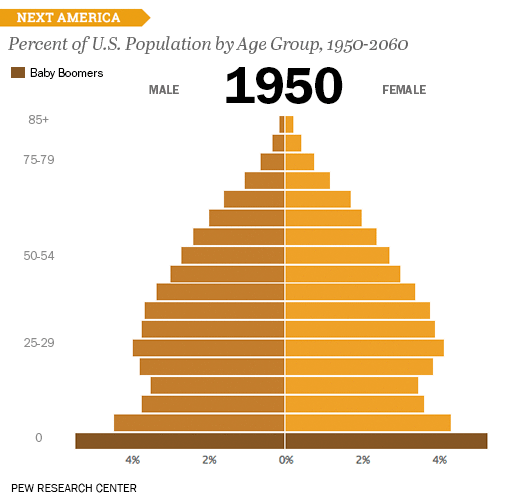 NEXT AMERICA
Percent of U.S. Population by Age Group, 1950-2060
Baby Boomers
MALE
1950
FEMALE
85+
75-79
50-54
25-29
0
4%
2%
0%
2%
4%
PEW RESEARCH CENTER